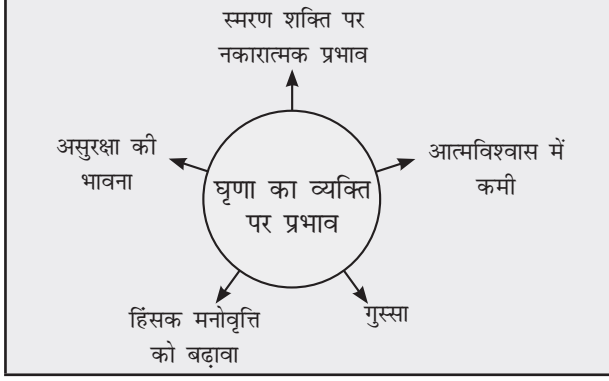 स्मरण शक्ति पर
नकारात्मक प्रभाव
असुरक्षा की
भावना
आत्मविश्वास में
कमी
घृणा का व्यक्ति
पर प्रभाव
हिंसक मनोवृत्ति
को बढ़ावा
गुस्सा